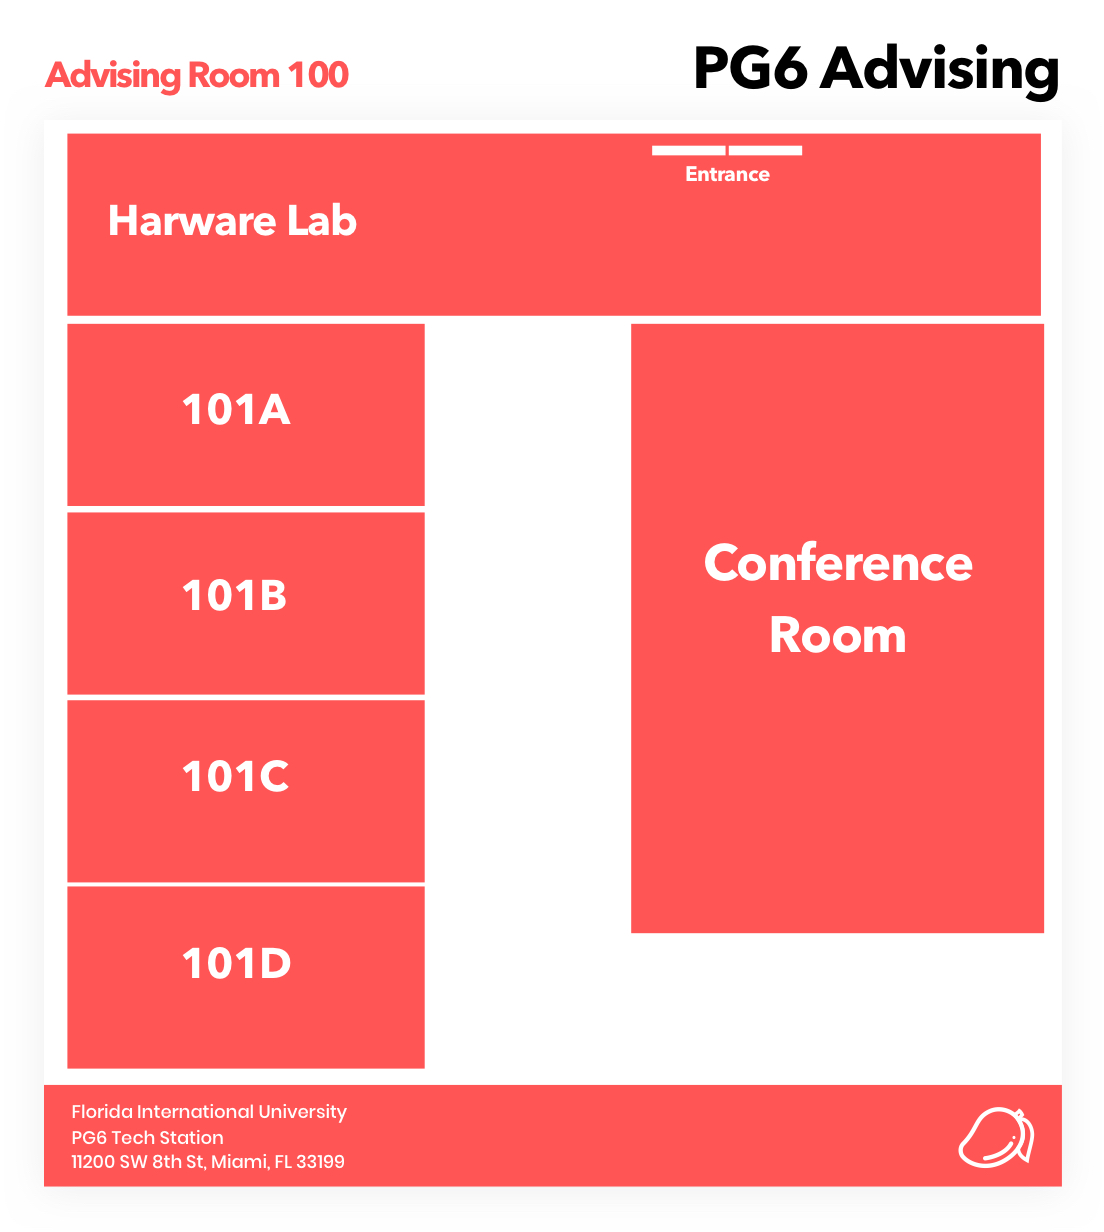 Advising Room 100
PG6 Advising
Entrance
Harware Lab
101A
101B
101C
101D
Conference
Room
Florida International University
PG6 Tech Station
11200 SW 8th St, Miami, FL 33199